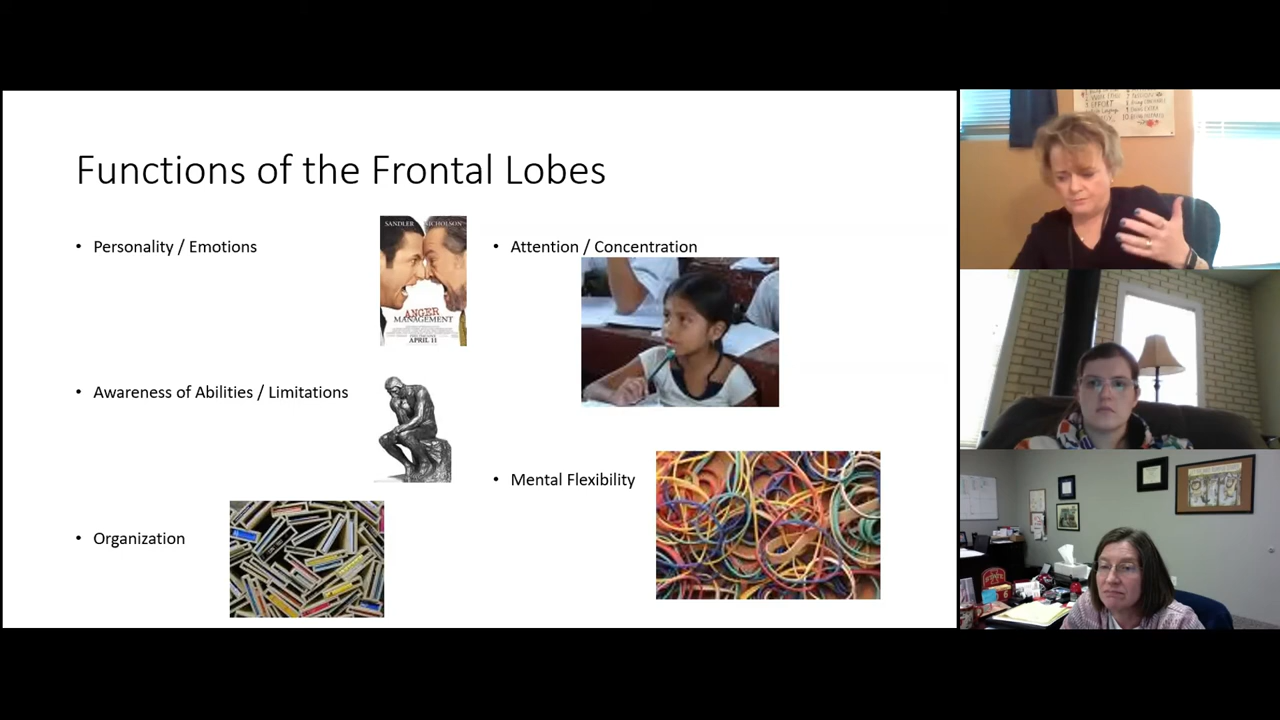 Functions of the Frontal Lobes
• Personality / Emotions
SANDLER NICHOLSON
ANGER
MANAGEMENT
APRIL 11
• Awareness of Abilities / Limitations
• Organization
• Attention / Concentration
• Mental Flexibility
EFFORT